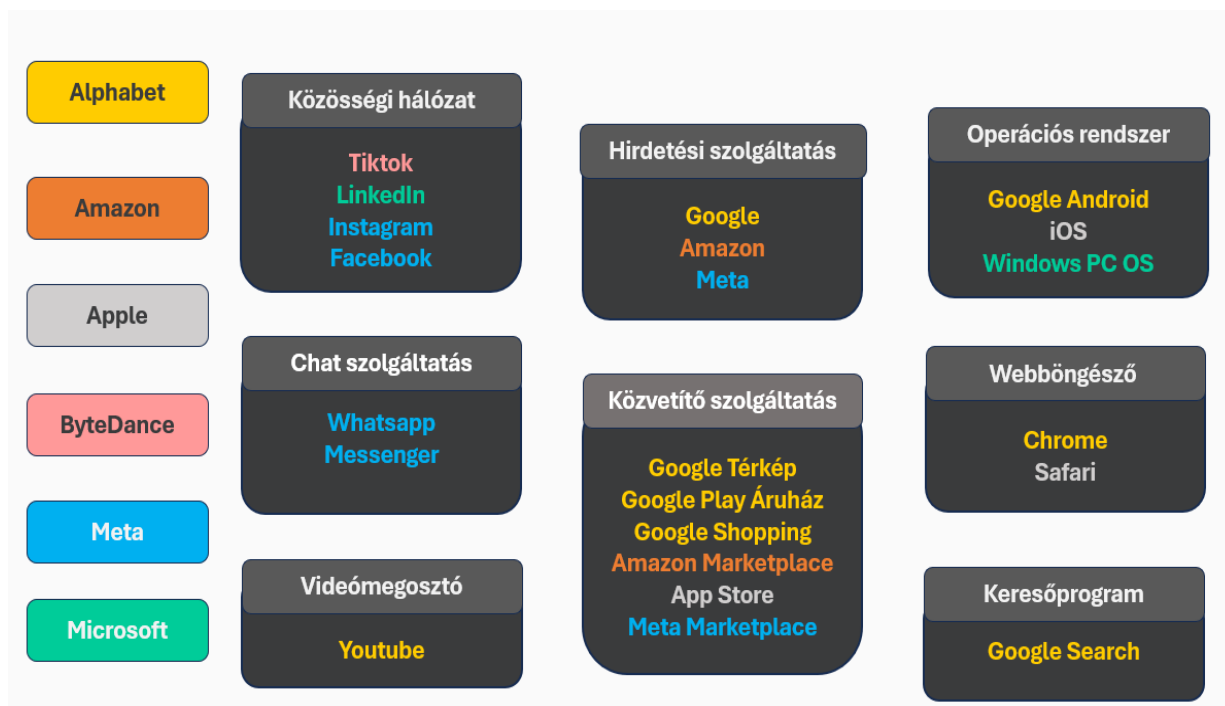 Alphabet
Amazon
Apple
ByteDance
Meta
Microsoft
Közösségi hálózat
Tiktok
LinkedIn
Instagram
Facebook
Chat szolgáltatás
Whatsapp
Messenger
Videómegosztó
Youtube
Hirdetési szolgáltatás
Google
Amazon
Meta
Közvetítő szolgáltatás
Google Térkép
Google Play Áruház
Google Shopping
Amazon Marketplace
App Store
Meta Marketplace
Operációs rendszer
Google Android
iOS
Windows PC OS
Webböngésző
Chrome
Safari
Keresőprogram
Google Search